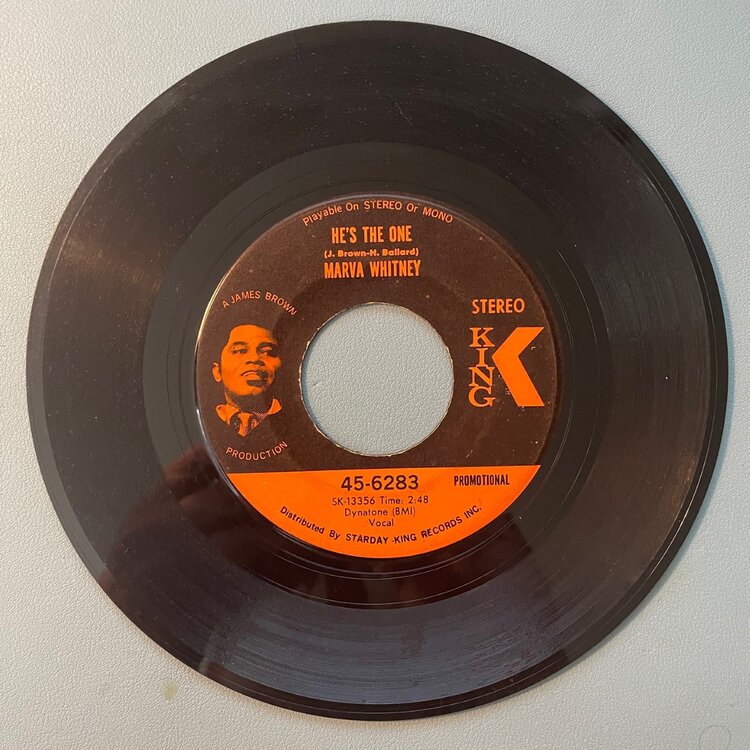 Playable On STEREO Or MONO
HE'S THE ONE
(J. Brown-H. Ballard)
MARVA WHITNEY
A JAMES BROWN
PRODUCTION
STEREO
KING
45-6283
PROMOTIONAL
SK-13356 Time: 2:48
Dynatone (BMI)
Vocal
Distributed By STARDAY-KING RECORDS INC.